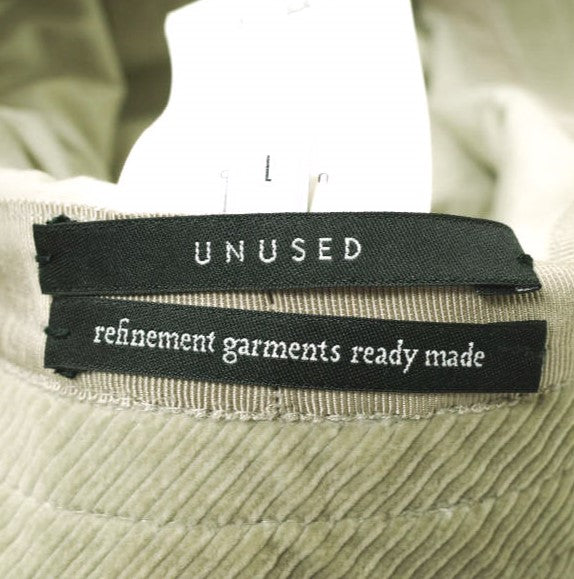 L
UNUSED
refinement garments ready made